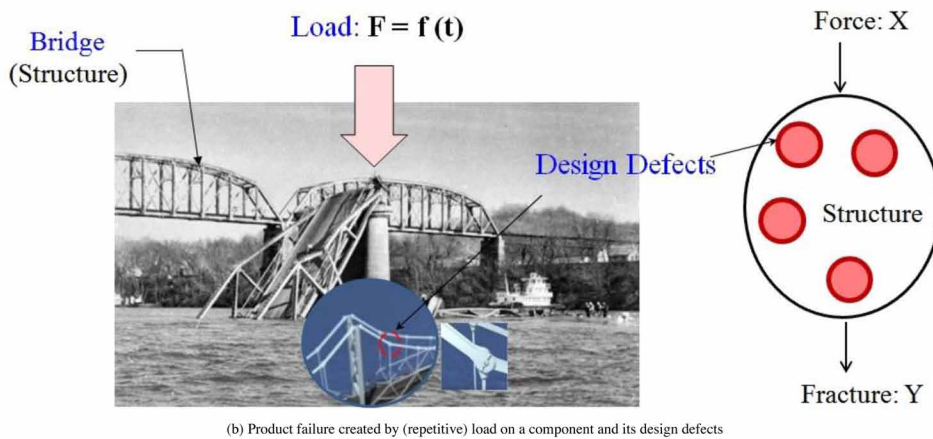 Load: F = f (t)
Bridge
(Structure)
Force: X
Design Defects
Structure
Fracture: Y
(b) Product failure created by (repetitive) load on a component and its design defects